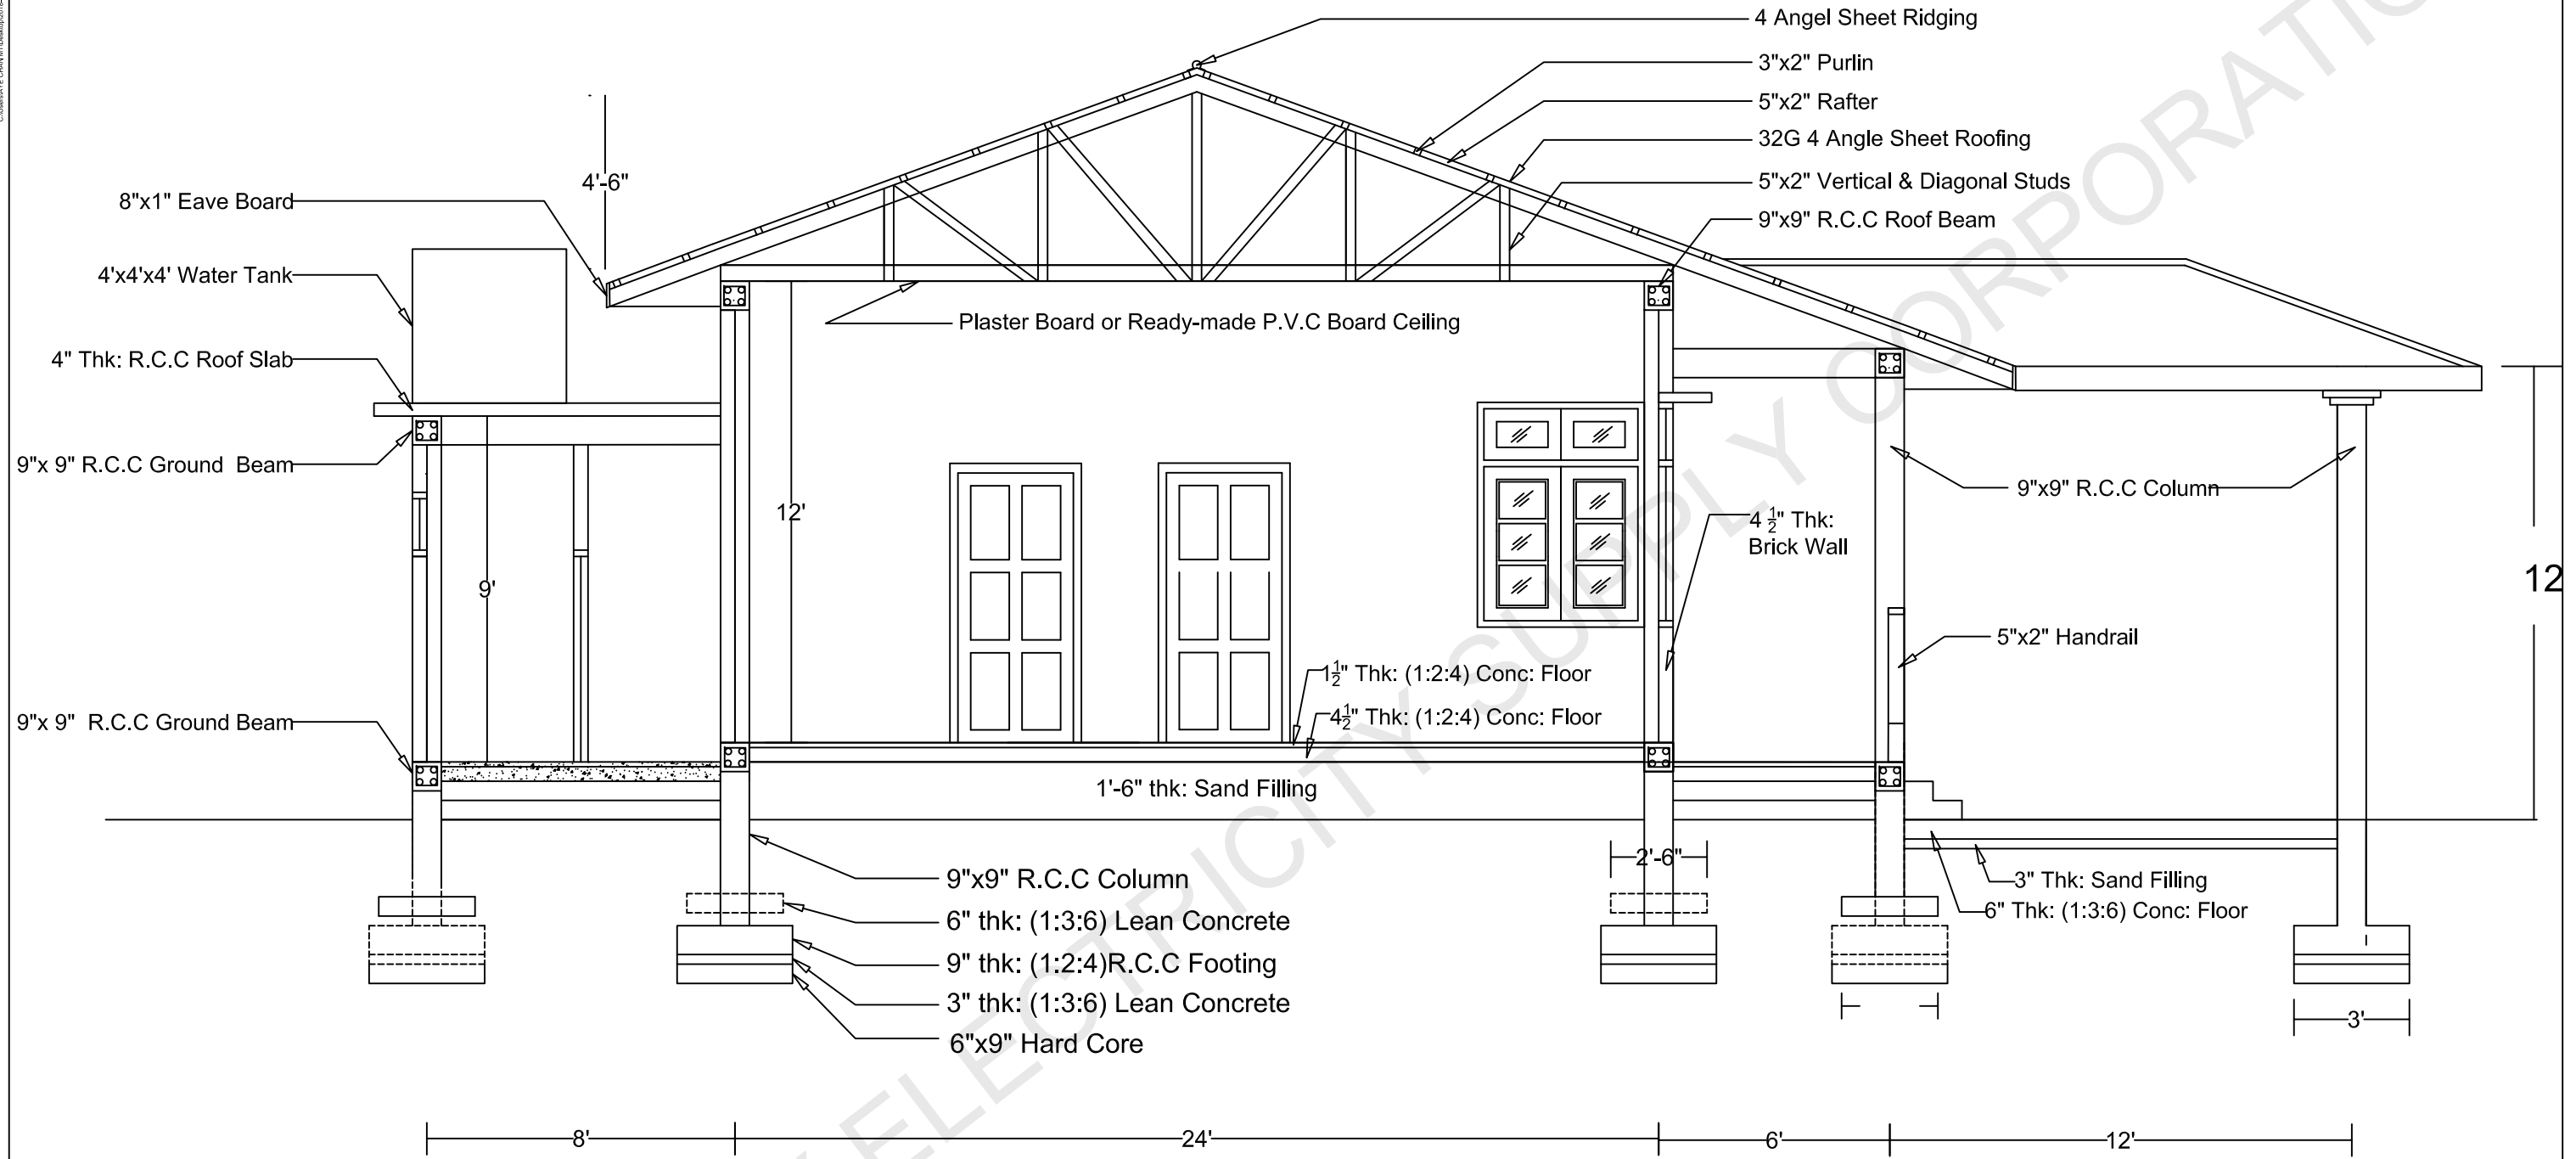 4 Angel Sheet Ridging
3"x2" Purlin
5"x2" Rafter
32G 4 Angle Sheet Roofing
5"x2" Vertical & Diagonal Studs
9"x9" R.C.C Roof Beam
4'-6"
8"x1" Eave Board
4'x4'x4' Water Tank
4" Thk: R.C.C Roof Slab
9"x 9" R.C.C Ground Beam
9"x 9" R.C.C Ground Beam
Plaster Board or Ready-made P.V.C Board Ceiling
12'
9'
9"x9" R.C.C Column
4 1/2" Thk:
Brick Wall
12
5"x2" Handrail
1 1/2" Thk: (1:2:4) Conc: Floor
4 1/2" Thk: (1:2:4) Conc: Floor
1'-6" thk: Sand Filling
2'-6"
9"x9" R.C.C Column
6" thk: (1:3:6) Lean Concrete
9" thk: (1:2:4)R.C.C Footing
3" thk: (1:3:6) Lean Concrete
6"x9" Hard Core
3" Thk: Sand Filling
6" Thk: (1:3:6) Conc: Floor
3'
8'
24'
6'
12'
ELECTPICITY SUPPLY CORPORATIO